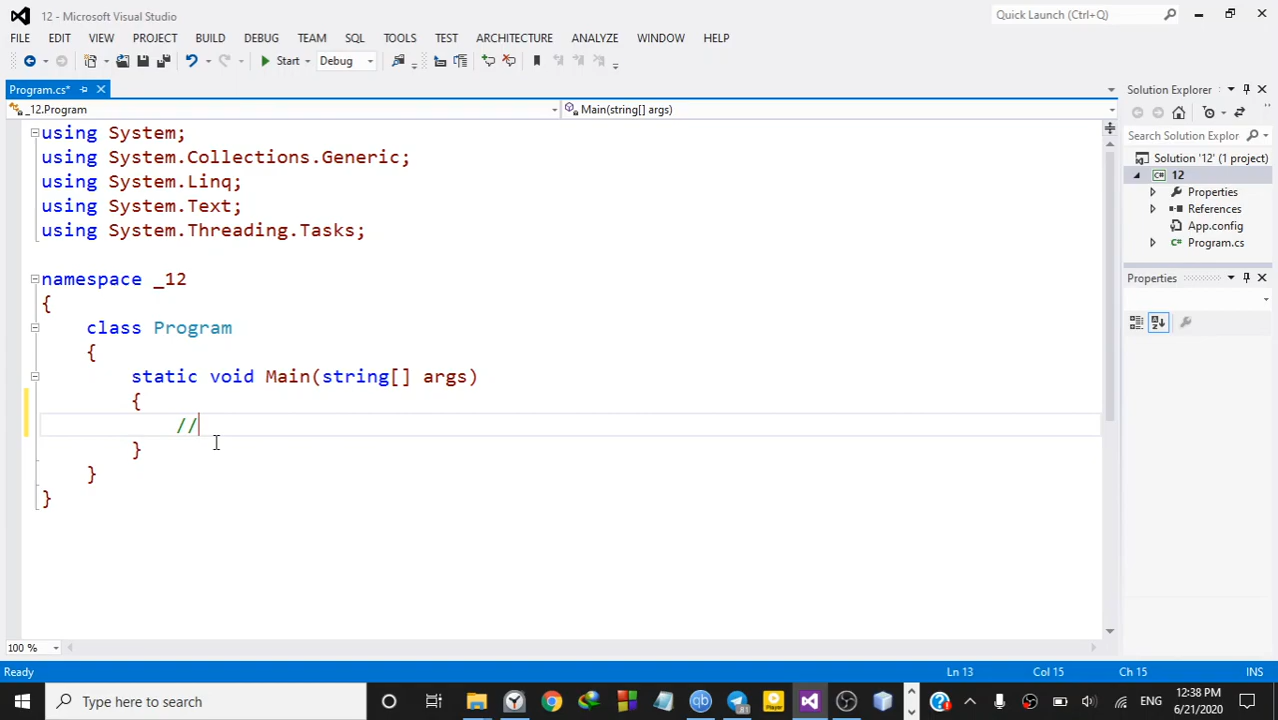 12 - Microsoft Visual Studio
Quick Launch (Ctrl+Q)
FILE EDIT VIEW PROJECT BUILD DEBUG TEAM SQL TOOLS TEST ARCHITECTURE ANALYZE WINDOW HELP
Start Debug
Program.cs*
Solution Explorer
_12.Program
Main(string[] args)
Search Solution Explor
using System;
using System.Collections.Generic;
using System.Linq;
using System.Text;
using System.Threading.Tasks;
namespace _12
{
class Program
{
static void Main(string[] args)
{
//
}
}
}
Solution '12' (1 project)
C# 12
Properties
References
App.config
C# Program.cs
Properties
100 %
Ready
Ln 13
Col 15
Ch 15
INS
Type here to search
qb
81
Player
ENG
12:38 PM
6/21/2020